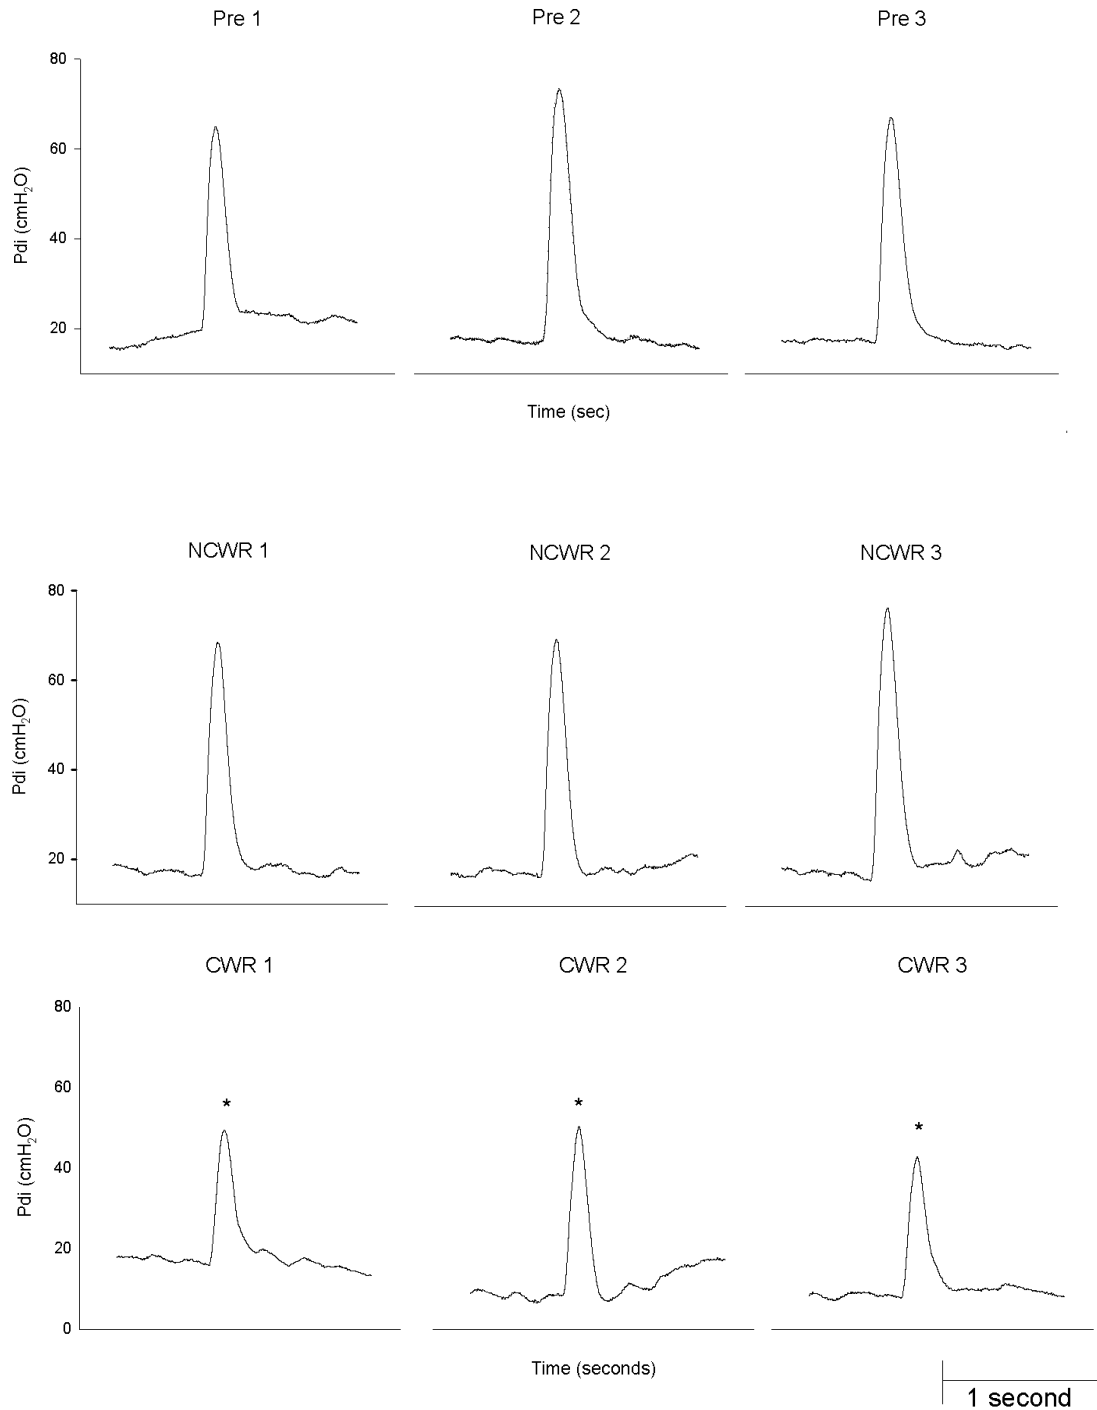 Pre 1 Pre 2 Pre 3
80
60
40
20
Pdi (cmH₂O)
Time (sec)
NCWR 1 NCWR 2 NCWR 3
80
60
40
20
Pdi (cmH₂O)
CWR 1 CWR 2 CWR 3
80
60
40
20
0
Pdi (cmH₂O)
* * *
Time (seconds)
1 second